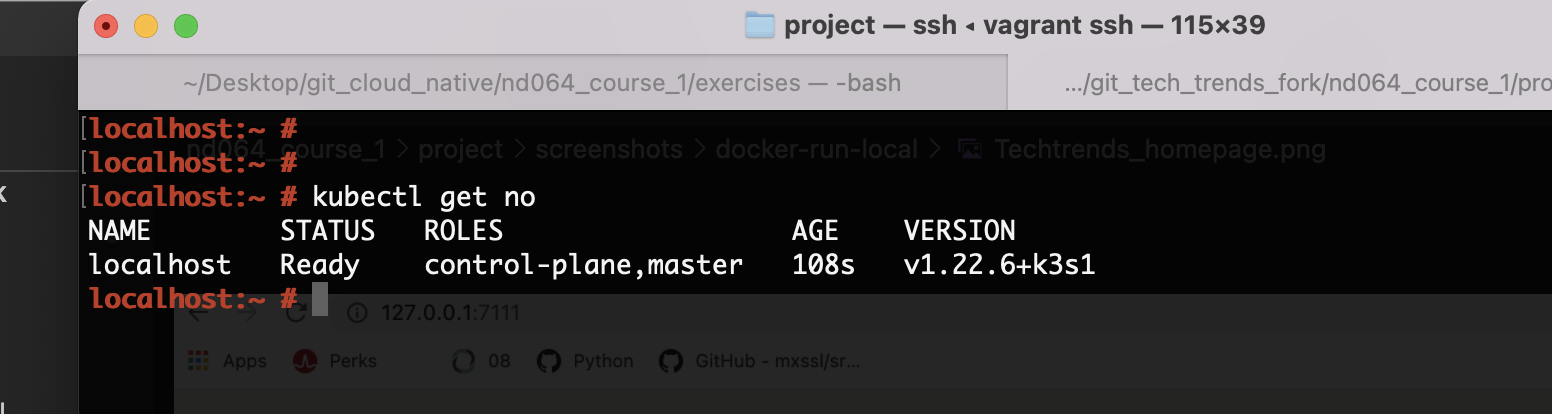 project — ssh ◂ vagrant ssh — 115×39
~/Desktop/git_cloud_native/nd064_course_1/exercises — -bash
.../git_tech_trends_fork/nd064_course_1/pro
[localhost:~ #
nd064_course_1 > project > screenshots > docker-run-local > Techtrends_homepage.png
[localhost:~ #
[localhost:~ # kubectl get no
NAME STATUS ROLES AGE VERSION
localhost Ready control-plane,master 108s v1.22.6+k3s1
localhost:~ #
127.0.0.1:7111
Apps Perks 08 Python GitHub - mxssl/sr...